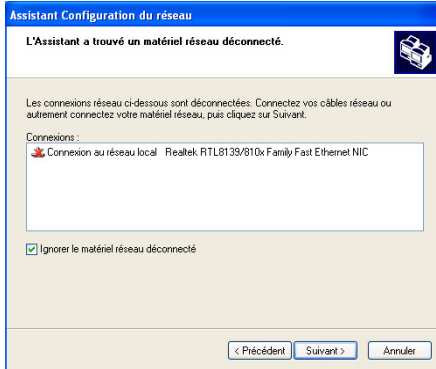 Assistant Configuration du réseau
L'Assistant a trouvé un matériel réseau déconnecté.
Les connexions réseau ci-dessous sont déconnectées. Connectez vos câbles réseau ou
autrement connectez votre matériel réseau, puis cliquez sur Suivant.
Connexions :
Connexion au réseau local Realtek RTL8139/810x Family Fast Ethernet NIC
Ignorer le matériel réseau déconnecté
< Précédent Suivant > Annuler